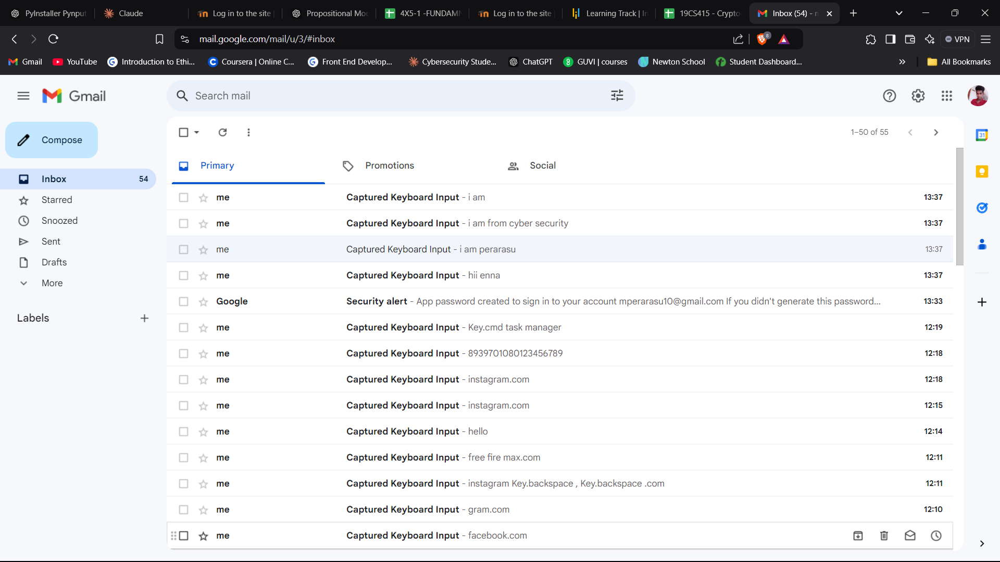 PyInstaller Pynput
Claude
Log in to the site
Propositional Mo
4X5-1 -FUNDAM
Log in to the site
Learning Track | In
19CS415 - Crypto
Inbox (54) - n
mail.google.com/mail/u/3/#inbox
8
VPN
Gmail
YouTube
Introduction to Ethi...
Coursera | Online C...
Front End Develop...
Cybersecurity Stude...
ChatGPT
GUVI | courses
Newton School
Student Dashboard...
All Bookmarks
Gmail
Search mail
Compose
1–50 of 55
31
Primary
Promotions
Social
Inbox 54
Starred
Snoozed
Sent
Drafts
More
Labels
me Captured Keyboard Input - i am 13:37
me Captured Keyboard Input - i am from cyber security 13:37
me Captured Keyboard Input - i am perarasu 13:37
me Captured Keyboard Input - hii enna 13:37
Google Security alert - App password created to sign in to your account mperarasu10@gmail.com If you didn't generate this password... 13:33
me Captured Keyboard Input - Key.cmd task manager 12:19
me Captured Keyboard Input - 8939701080123456789 12:18
me Captured Keyboard Input - instagram.com 12:18
me Captured Keyboard Input - instagram.com 12:15
me Captured Keyboard Input - hello 12:14
me Captured Keyboard Input - free fire max.com 12:11
me Captured Keyboard Input - instagram Key.backspace , Key.backspace .com 12:11
me Captured Keyboard Input - gram.com 12:10
me Captured Keyboard Input - facebook.com